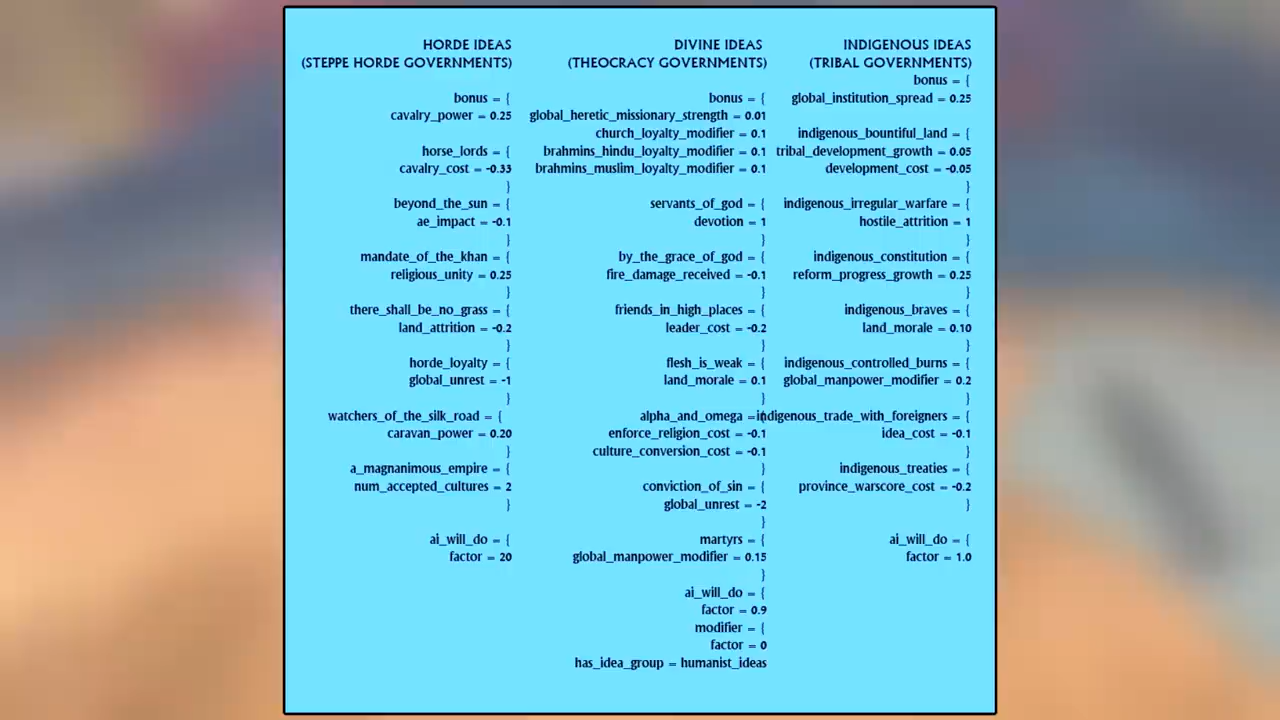 HORDE IDEAS
(STEPPE HORDE GOVERNMENTS)
bonus = {
cavalry_power = 0.25
horse_lords = {
cavalry_cost = -0.33
}
beyond_the_sun = {
ae_impact = -0.1
}
mandate_of_the_khan = {
religious_unity = 0.25
}
there_shall_be_no_grass = {
land_attrition = -0.2
}
horde_loyalty = {
global_unrest = -1
}
watchers_of_the_silk_road = {
caravan_power = 0.20
}
a_magnanimous_empire = {
num_accepted_cultures = 2
}
ai_will_do = {
factor = 20
DIVINE IDEAS
(THEOCRACY GOVERNMENTS)
bonus = {
global_heretic_missionary_strength = 0.01
church_loyalty_modifier = 0.1
brahmins_hindu_loyalty_modifier = 0.1
brahmins_muslim_loyalty_modifier = 0.1
servants_of_god = {
devotion = 1
}
by_the_grace_of_god = {
fire_damage_received = -0.1
}
friends_in_high_places = {
leader_cost = -0.2
}
flesh_is_weak = {
land_morale = 0.1
}
alpha_and_omega = {
enforce_religion_cost = -0.1
culture_conversion_cost = -0.1
}
conviction_of_sin = {
global_unrest = -2
}
martyrs = {
global_manpower_modifier = 0.15
}
ai_will_do = {
factor = 0.9
modifier = {
factor = 0
has_idea_group = humanist_ideas
INDIGENOUS IDEAS
(TRIBAL GOVERNMENTS)
bonus = {
global_institution_spread = 0.25
indigenous_bountiful_land = {
tribal_development_growth = 0.05
development_cost = -0.05
}
indigenous_irregular_warfare = {
hostile_attrition = 1
}
indigenous_constitution = {
reform_progress_growth = 0.25
}
indigenous_braves = {
land_morale = 0.10
}
indigenous_controlled_burns = {
global_manpower_modifier = 0.2
}
indigenous_trade_with_foreigners = {
idea_cost = -0.1
}
indigenous_treaties = {
province_warscore_cost = -0.2
}
ai_will_do = {
factor = 1.0